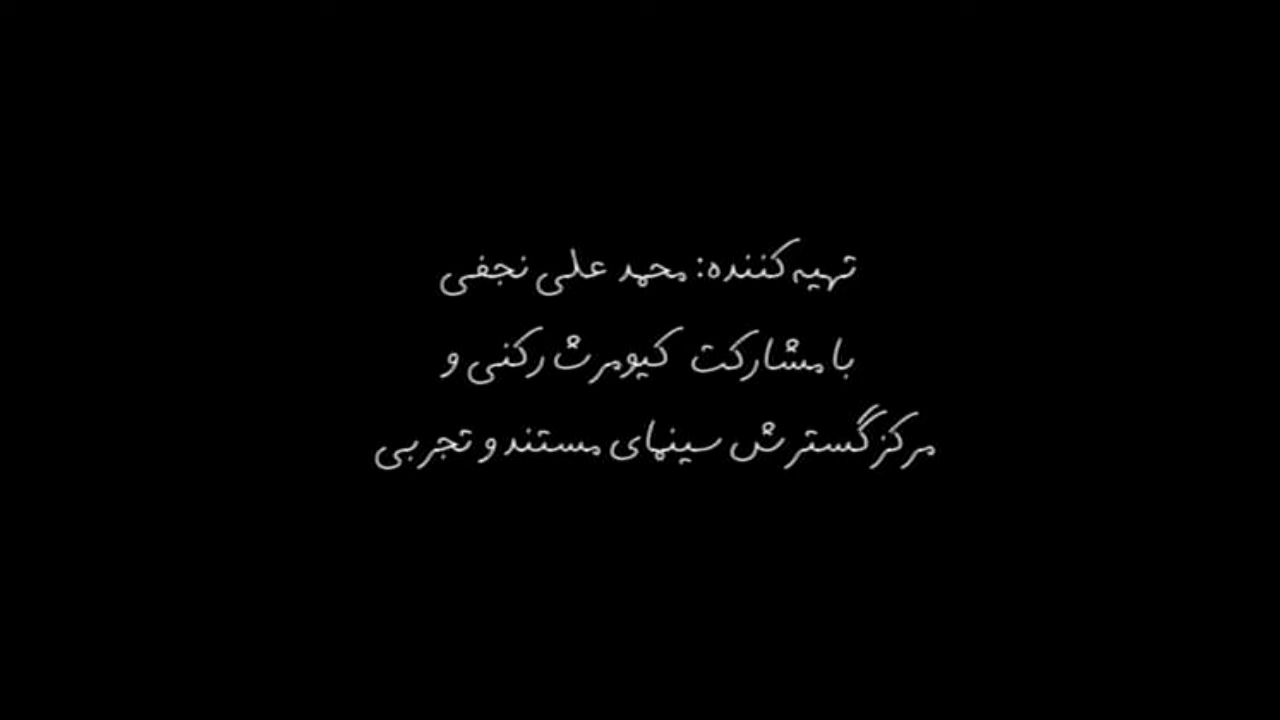 تهیه کننده: محمد علی نجفی
با مشارکت کیومرث رکنی و
مرکز گسترش سینمای مستند و تجربی